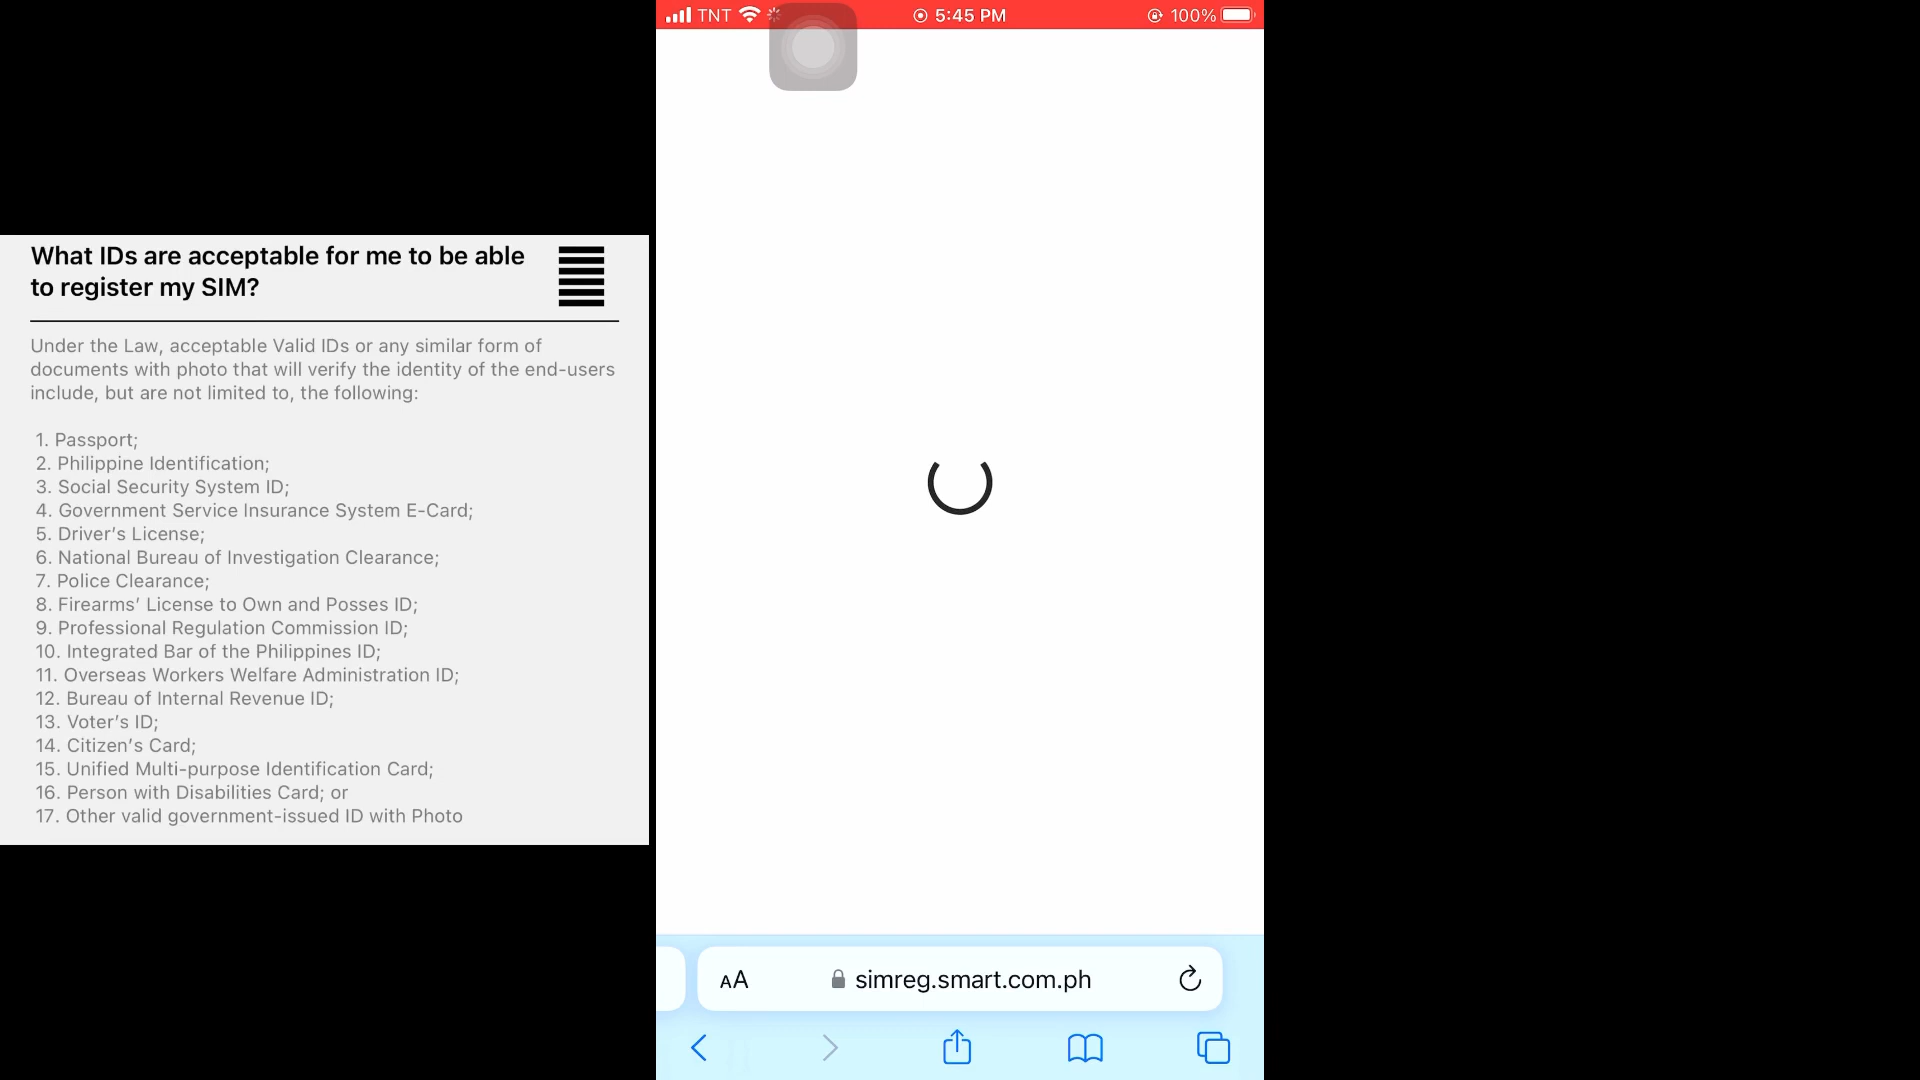 What IDs are acceptable for me to be able
to register my SIM?
Under the Law, acceptable Valid IDs or any similar form of
documents with photo that will verify the identity of the end-users
include, but are not limited to, the following:
1. Passport;
2. Philippine Identification;
3. Social Security System ID;
4. Government Service Insurance System E-Card;
5. Driver's License;
6. National Bureau of Investigation Clearance;
7. Police Clearance;
8. Firearms' License to Own and Posses ID;
9. Professional Regulation Commission ID;
10. Integrated Bar of the Philippines ID;
11. Overseas Workers Welfare Administration ID;
12. Bureau of Internal Revenue ID;
13. Voter's ID;
14. Citizen's Card;
15. Unified Multi-purpose Identification Card;
16. Person with Disabilities Card; or
17. Other valid government-issued ID with Photo
TNT 5:45 PM 100%
AA simreg.smart.com.ph